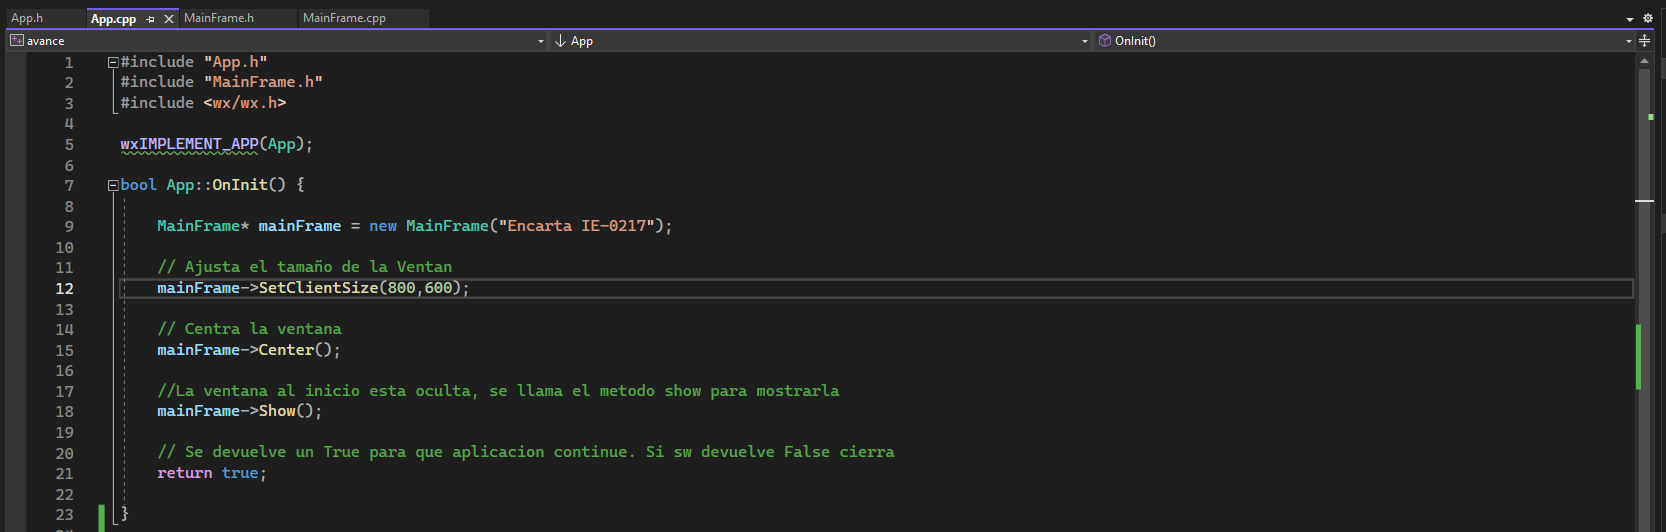 App.h App.cpp MainFrame.h MainFrame.cpp
avance App OnInit()
1 #include "App.h"
2 #include "MainFrame.h"
3 #include <wx/wx.h>
4
5 wxIMPLEMENT_APP(App);
6
7 bool App::OnInit() {
8
9 MainFrame* mainFrame = new MainFrame("Encarta IE-0217");
10
11 // Ajusta el tamaño de la Ventan
12 mainFrame->SetClientSize(800,600);
13
14 // Centra la ventana
15 mainFrame->Center();
16
17 //La ventana al inicio esta oculta, se llama el metodo show para mostrarla
18 mainFrame->Show();
19
20 // Se devuelve un True para que aplicacion continue. Si sw devuelve False cierra
21 return true;
22
23 }